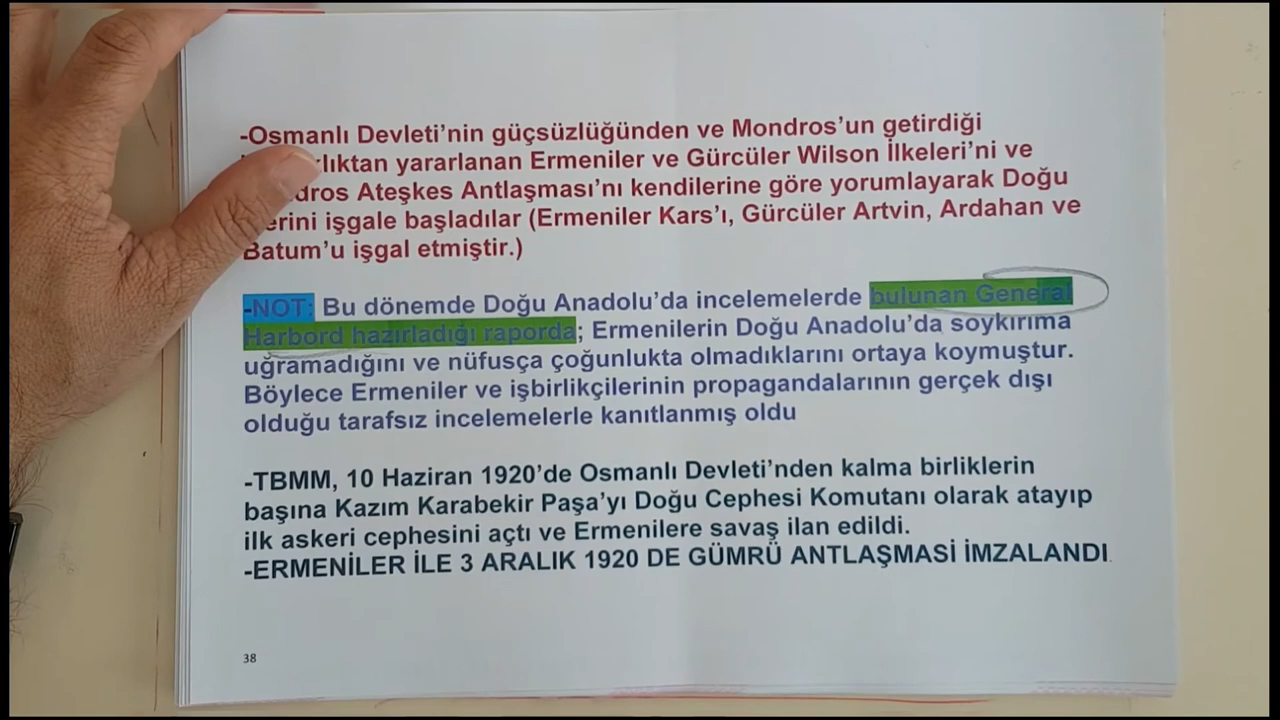 -Osmanlı Devleti’nin güçsüzlüğünden ve Mondros’un getirdiği
yararlanan Ermeniler ve Gürcüler Wilson İlkeleri’ni ve
Ateşkes Antlaşması’nı kendilerine göre yorumlayarak Doğu
işgale başladılar (Ermeniler Kars’ı, Gürcüler Artvin, Ardahan ve
Batum’u işgal etmiştir.)
-NOT: Bu dönemde Doğu Anadolu’da incelemelerde bulunan General
Harbord hazırladığı raporda; Ermenilerin Doğu Anadolu’da soykırıma
uğramadığını ve nüfusça çoğunlukta olmadıklarını ortaya koymuştur.
Böylece Ermeniler ve işbirlikçilerinin propagandalarının gerçek dışı
olduğu tarafsız incelemelerle kanıtlanmış oldu
-TBMM, 10 Haziran 1920’de Osmanlı Devleti’nden kalma birliklerin
başına Kazım Karabekir Paşa’yı Doğu Cephesi Komutanı olarak atayıp
ilk askeri cephesini açtı ve Ermenilere savaş ilan edildi.
-ERMENİLER İLE 3 ARALIK 1920 DE GÜMRÜ ANTLAŞMASİ İMZALANDI.
38